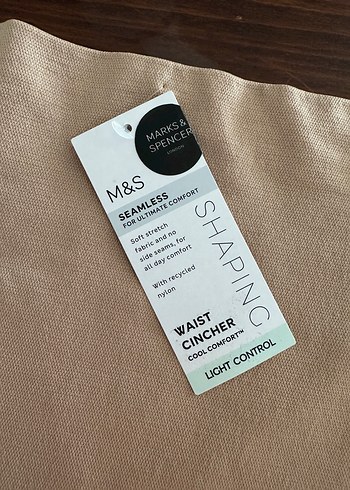 MARKS &
SPENCER
LONDON
M&S
SEAMLESS
FOR ULTIMATE COMFORT
Soft stretch
fabric and no
side seams, for
all day comfort
With recycled
nylon
SHAPING
WAIST
CINCHER
COOL COMFORT™
LIGHT CONTROL